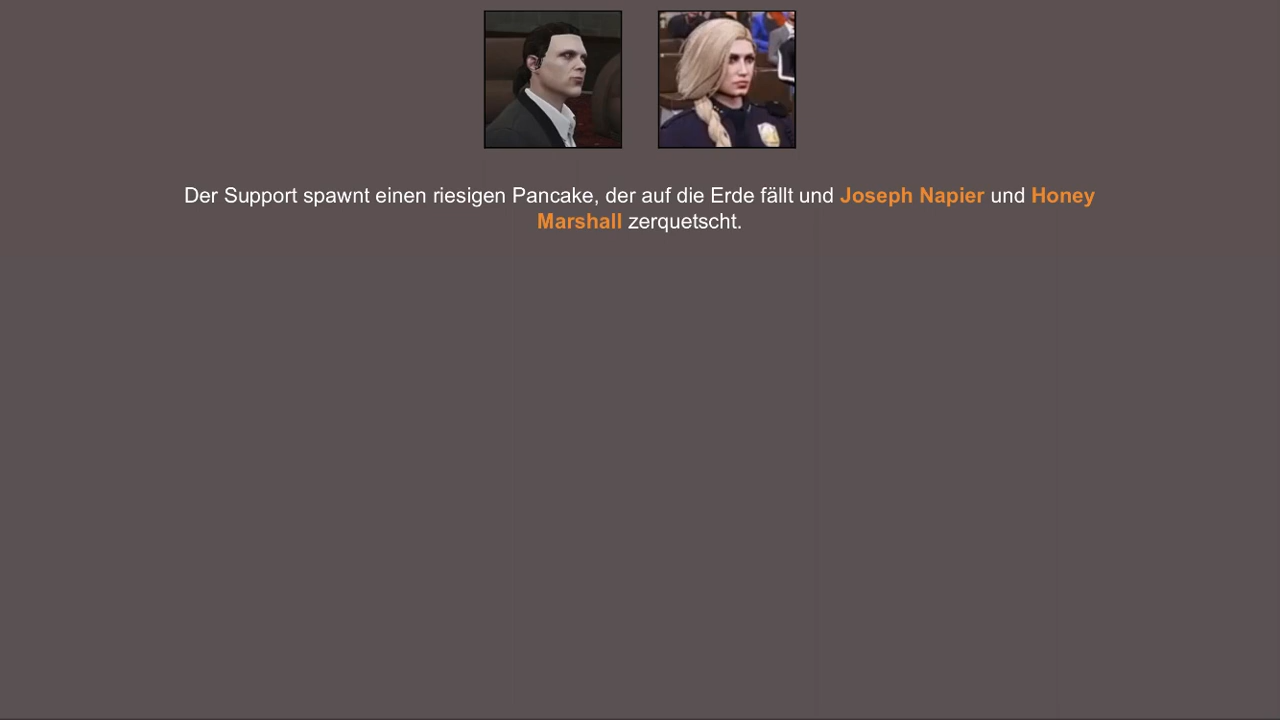 Der Support spawnt einen riesigen Pancake, der auf die Erde fällt und Joseph Napier und Honey
Marshall zerquetscht.